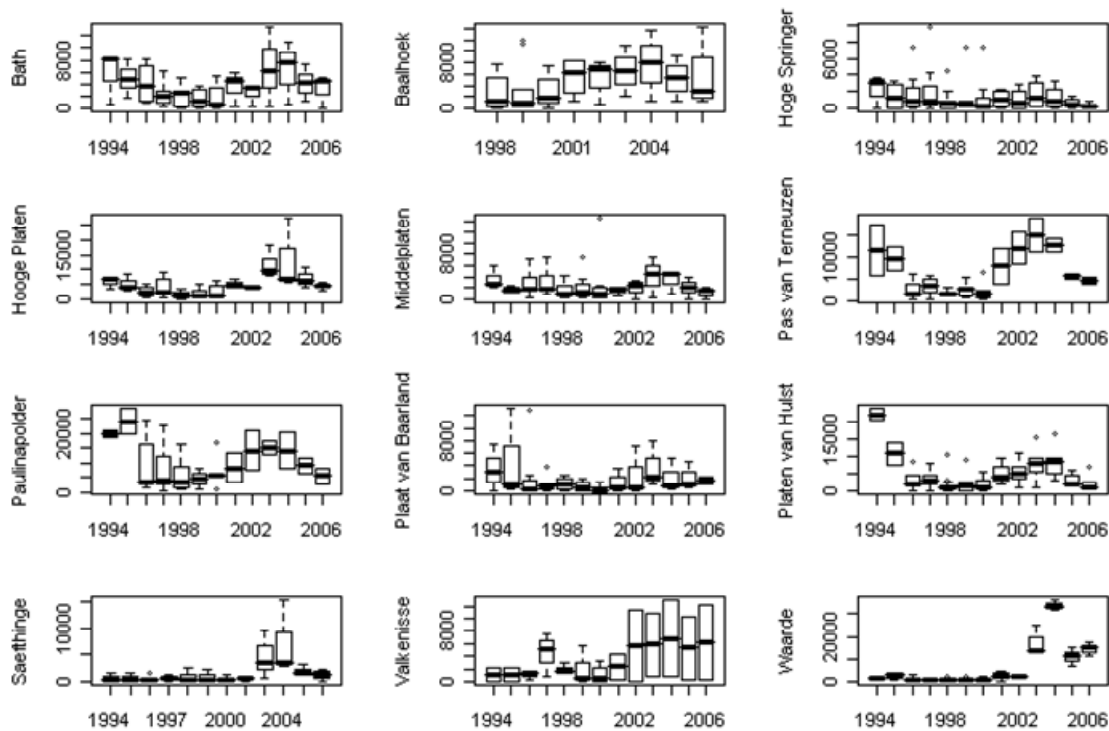 Bath
0 8000
1994 1998 2002 2006
Baalhoek
0 8000
1998 2001 2004
Hoge Springer
0 6000
1994 1998 2002 2006
Hooge Platen
0 15000
1994 1998 2002 2006
Middelplaten
0 8000
1994 1998 2002 2006
Pas van Terneuzen
0 10000
1994 1998 2002 2006
Paulinapolder
0 20000
1994 1998 2002 2006
Plaat van Baarland
0 8000
1994 1998 2002 2006
Platen van Hulst
0 15000
1994 1998 2002 2006
Saefthinge
0 10000
1994 1997 2000 2004
Valkenisse
0 8000
1994 1998 2002 2006
Waarde
0 20000
1994 1998 2002 2006